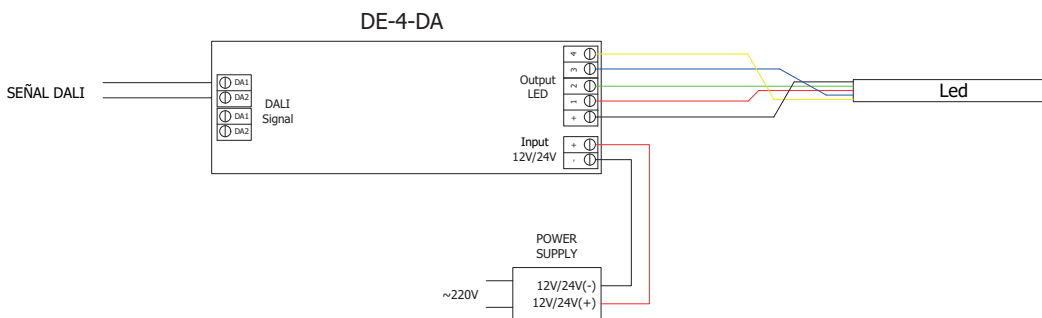 DE-4-DA
SEÑAL DALI
DA1
DA2
DA1
DA2
DALI
Signal
Output
LED
4
3
2
1
+
Input
12V/24V
+
-
Led
POWER
SUPPLY
~220V
12V/24V(-)
12V/24V(+)